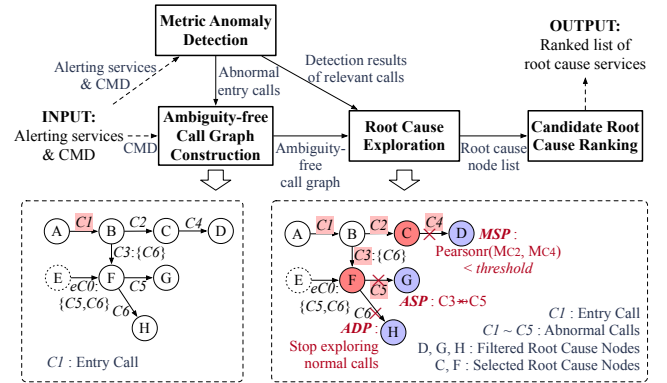 Metric Anomaly
Detection
OUTPUT:
Ranked list of
root cause services
Alerting services
& CMD
Abnormal
entry calls
Detection results
of relevant calls
INPUT:
Alerting services
& CMD
CMD
Ambiguity-free
Call Graph
Construction
Ambiguity-
free
call graph
Root Cause
Exploration
Root cause
node list
Candidate Root
Cause Ranking
A C1 B C2 C C4 D
C3:{C6}
E eC0: F C5 G
{C5,C6}
C6
H
C1 : Entry Call
A C1 B C2 C C4 D
MSP :
Pearsonr(MC2, MC4)
< threshold
C3:{C6}
E eC0: F C5 G
{C5,C6}
C6
H
ASP : C3↠C5
ADP :
Stop exploring
normal calls
C1 : Entry Call
C1 ~ C5 : Abnormal Calls
D, G, H : Filtered Root Cause Nodes
C, F : Selected Root Cause Nodes